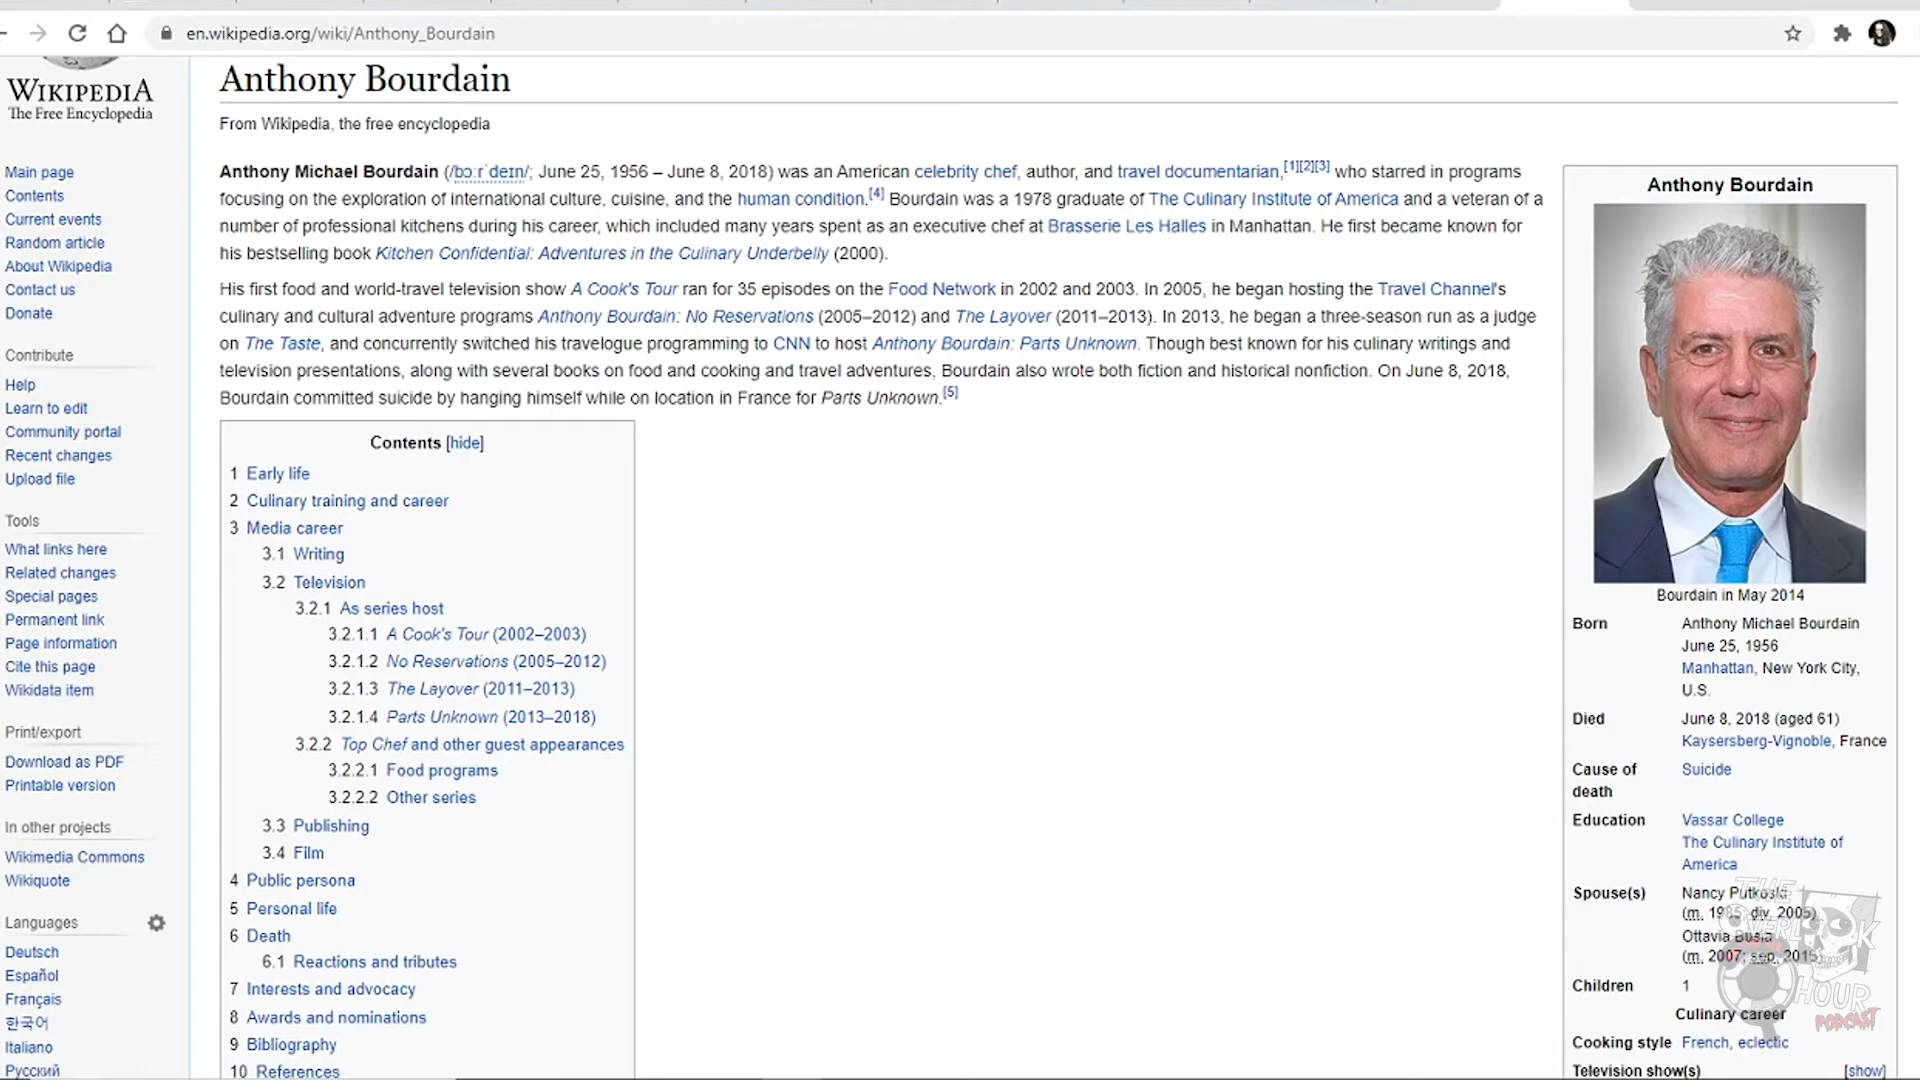 en.wikipedia.org/wiki/Anthony_Bourdain
WIKIPEDIA
The Free Encyclopedia
Main page
Contents
Current events
Random article
About Wikipedia
Contact us
Donate
Contribute
Help
Learn to edit
Community portal
Recent changes
Upload file
Tools
What links here
Related changes
Special pages
Permanent link
Page information
Cite this page
Wikidata item
Print/export
Download as PDF
Printable version
In other projects
Wikimedia Commons
Wikiquote
Languages
Deutsch
Español
Français
한국어
Italiano
Русский
Anthony Bourdain
From Wikipedia, the free encyclopedia
Anthony Michael Bourdain (/bɔːrˈdeɪn/; June 25, 1956 – June 8, 2018) was an American celebrity chef, author, and travel documentarian,[1][2][3] who starred in programs
focusing on the exploration of international culture, cuisine, and the human condition.[4] Bourdain was a 1978 graduate of The Culinary Institute of America and a veteran of a
number of professional kitchens during his career, which included many years spent as an executive chef at Brasserie Les Halles in Manhattan. He first became known for
his bestselling book Kitchen Confidential: Adventures in the Culinary Underbelly (2000).
His first food and world-travel television show A Cook's Tour ran for 35 episodes on the Food Network in 2002 and 2003. In 2005, he began hosting the Travel Channel's
culinary and cultural adventure programs Anthony Bourdain: No Reservations (2005–2012) and The Layover (2011–2013). In 2013, he began a three-season run as a judge
on The Taste, and concurrently switched his travelogue programming to CNN to host Anthony Bourdain: Parts Unknown. Though best known for his culinary writings and
television presentations, along with several books on food and cooking and travel adventures, Bourdain also wrote both fiction and historical nonfiction. On June 8, 2018,
Bourdain committed suicide by hanging himself while on location in France for Parts Unknown.[5]
Contents [hide]
1 Early life
2 Culinary training and career
3 Media career
3.1 Writing
3.2 Television
3.2.1 As series host
3.2.1.1 A Cook's Tour (2002–2003)
3.2.1.2 No Reservations (2005–2012)
3.2.1.3 The Layover (2011–2013)
3.2.1.4 Parts Unknown (2013–2018)
3.2.2 Top Chef and other guest appearances
3.2.2.1 Food programs
3.2.2.2 Other series
3.3 Publishing
3.4 Film
4 Public persona
5 Personal life
6 Death
6.1 Reactions and tributes
7 Interests and advocacy
8 Awards and nominations
9 Bibliography
10 References
Anthony Bourdain
Bourdain in May 2014
Born Anthony Michael Bourdain
June 25, 1956
Manhattan, New York City,
U.S.
Died June 8, 2018 (aged 61)
Kaysersberg-Vignoble, France
Cause of death Suicide
Education Vassar College
The Culinary Institute of
America
Spouse(s) Nancy Putkoski
(m. 1985; div. 2005)
Ottavia Busia
(m. 2007; sep. 2016)
Children 1
Culinary career
Cooking style French, eclectic
Television show(s) [show]
THE
OVERLOOK
HOUR
PODCAST